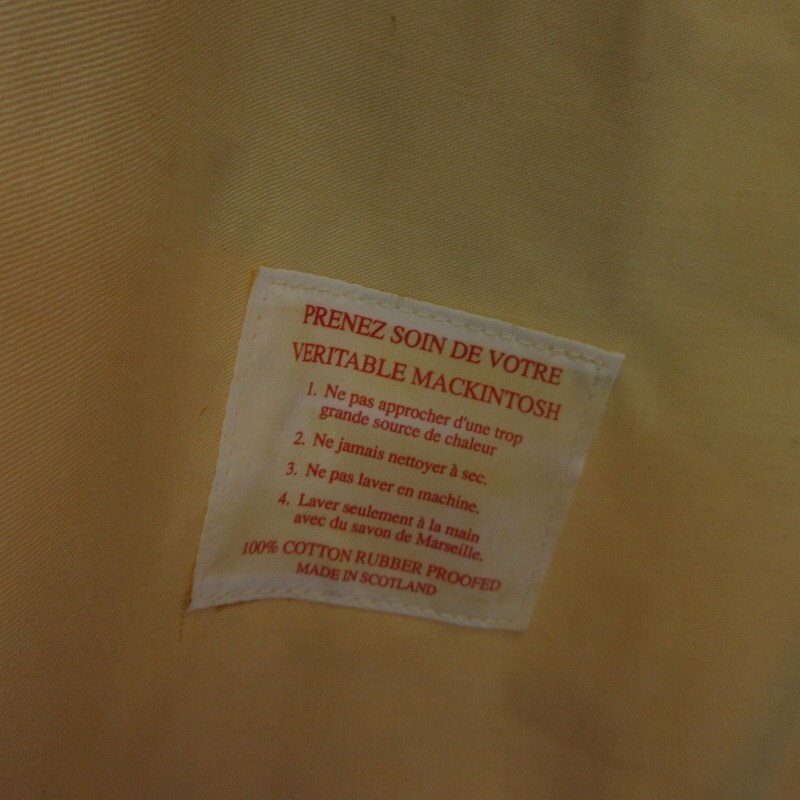 PRENEZ SOIN DE VOTRE
VERITABLE MACKINTOSH
1. Ne pas approcher d'une trop
grande source de chaleur
2. Ne jamais nettoyer à sec.
3. Ne pas laver en machine.
4. Laver seulement à la main
avec du savon de Marseille.
100% COTTON RUBBER PROOFED
MADE IN SCOTLAND